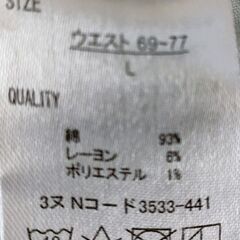 SIZE
ウエスト 69-77
L
QUALITY
綿 93%
レーヨン 6%
ポリエステル 1%
3ヌ Nコード3533-441